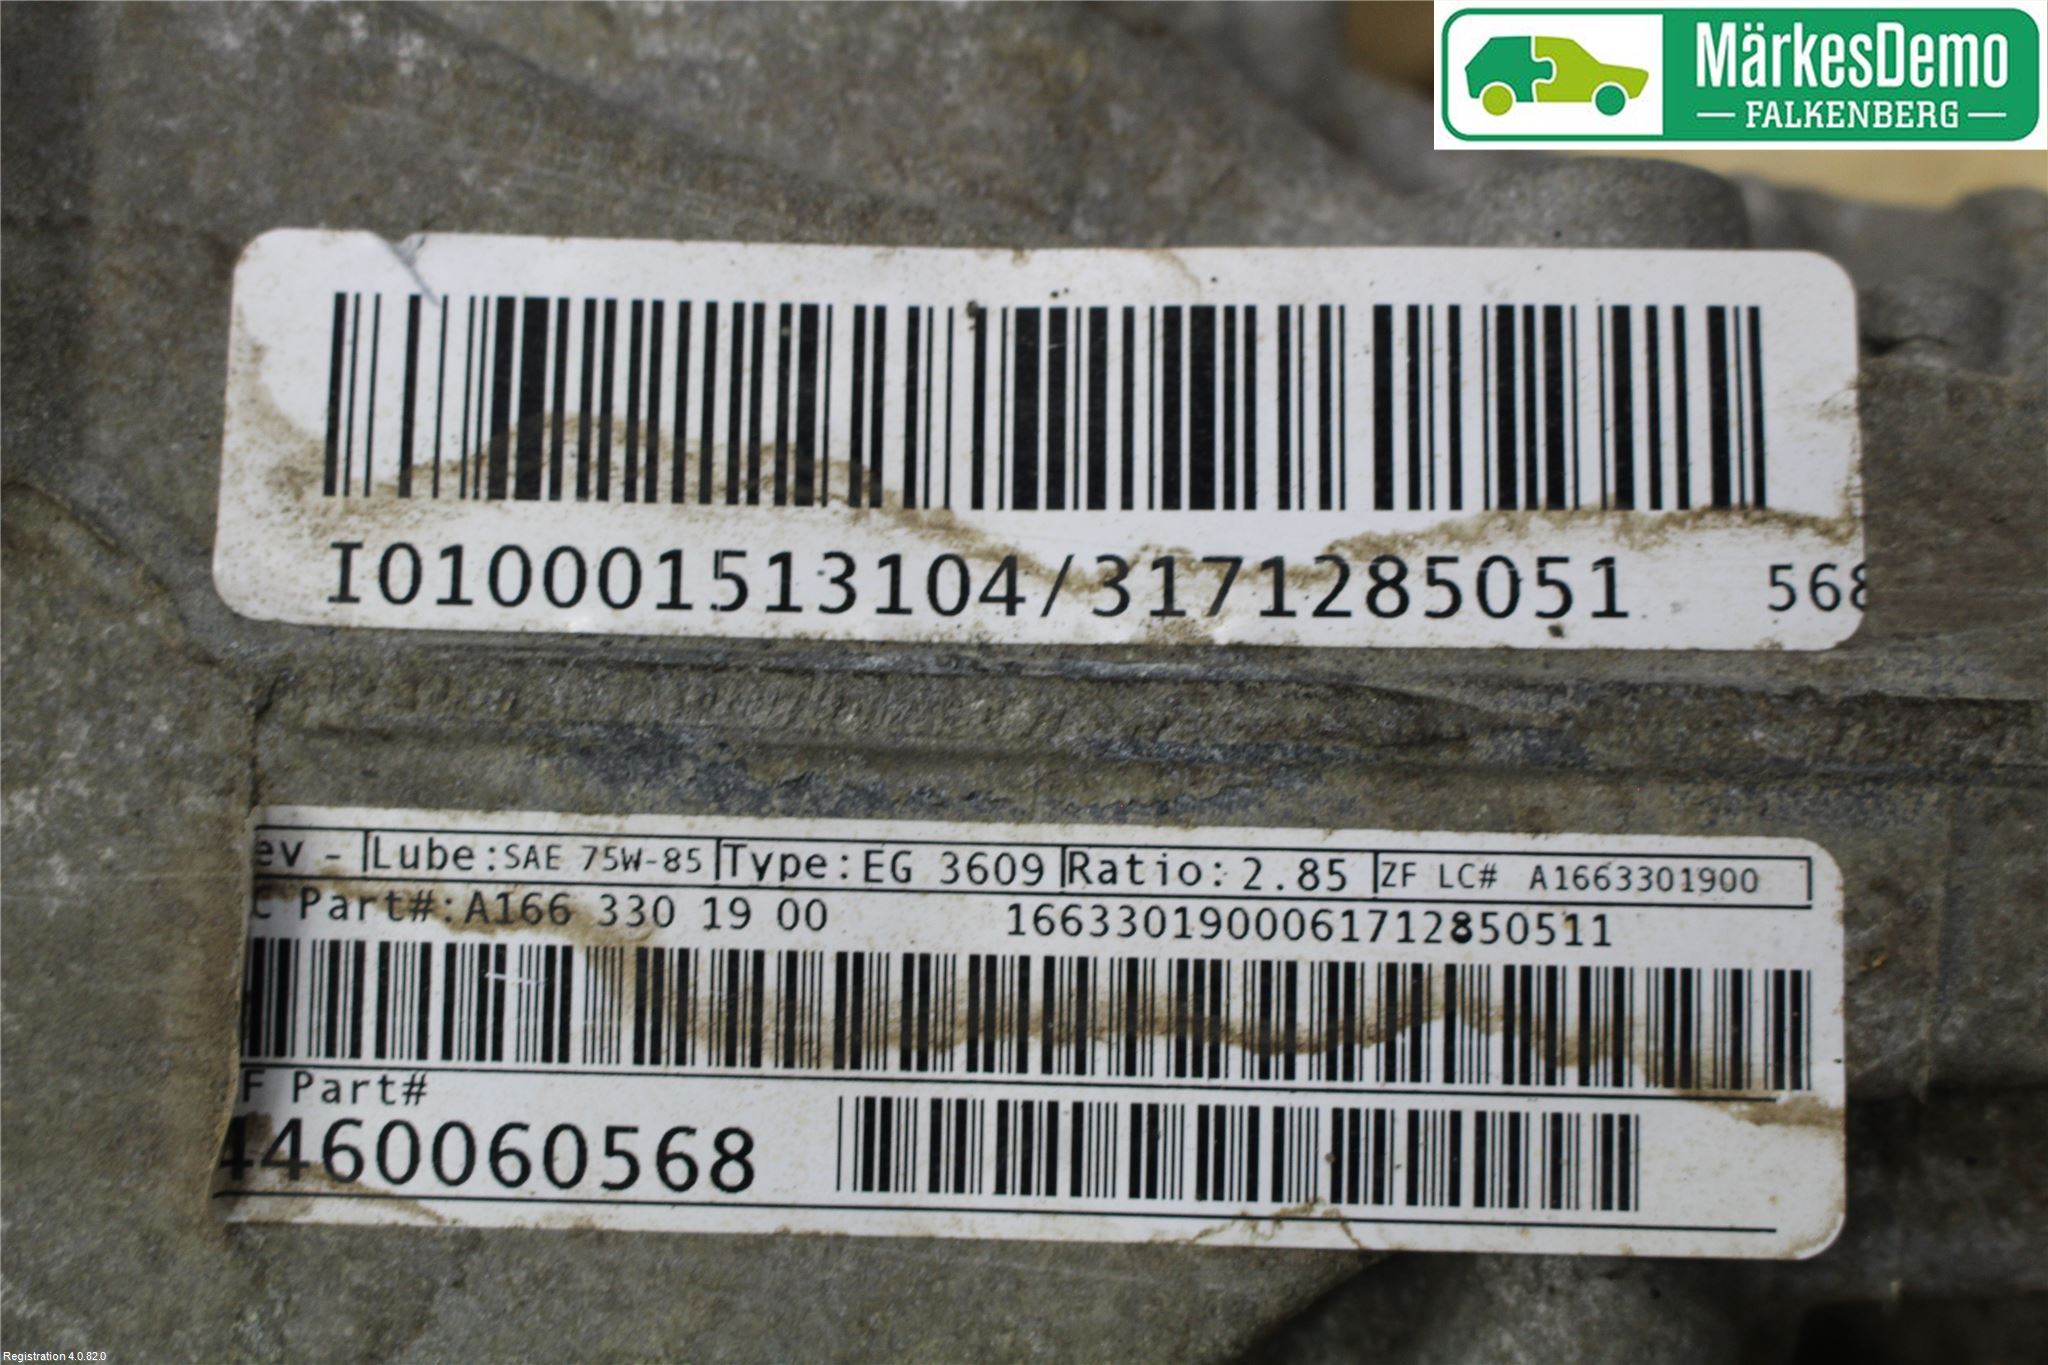 MärkesDemo
FALKENBERG
I010001513104/3171285051 568
ev - Lube:SAE 75W-85 Type:EG 3609 Ratio:2.85 ZF LC# A1663301900
C Part#:A166 330 19 00 1663301900061712850511
F Part#
4460060568
Registration 4.0.82.0